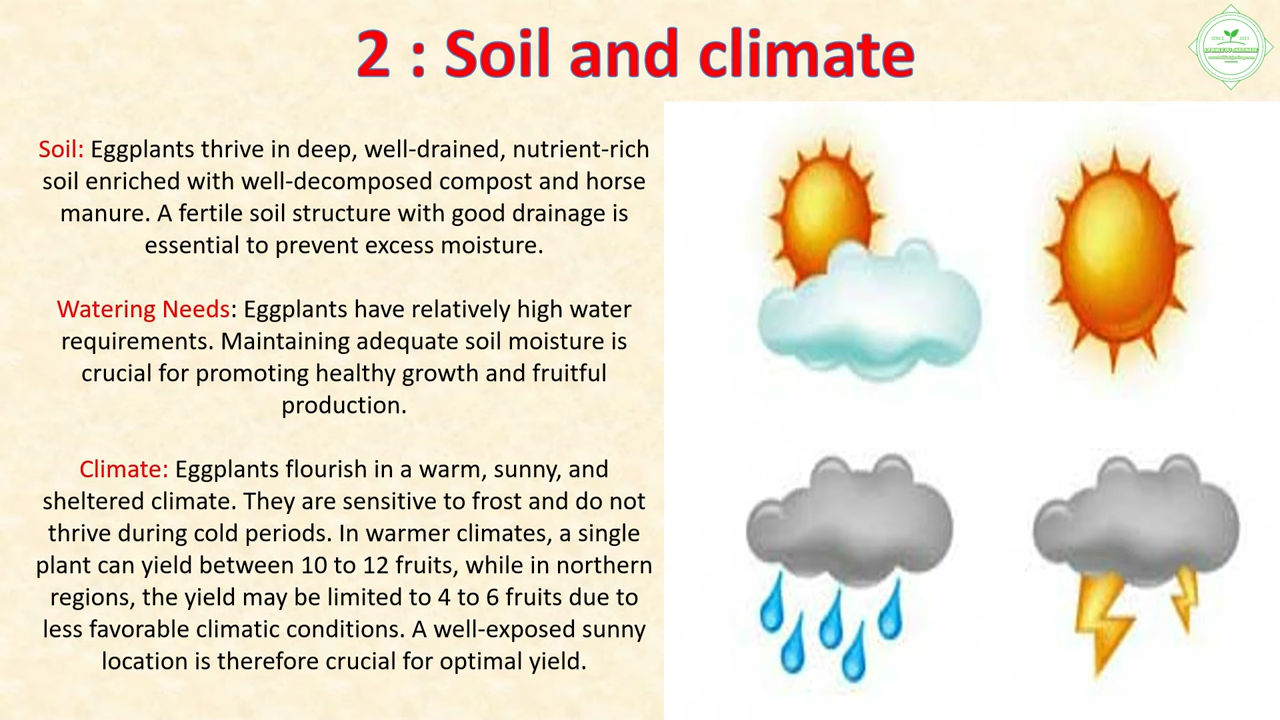 2 : Soil and climate
SINCE 2023
Soil: Eggplants thrive in deep, well-drained, nutrient-rich
soil enriched with well-decomposed compost and horse
manure. A fertile soil structure with good drainage is
essential to prevent excess moisture.
Watering Needs: Eggplants have relatively high water
requirements. Maintaining adequate soil moisture is
crucial for promoting healthy growth and fruitful
production.
Climate: Eggplants flourish in a warm, sunny, and
sheltered climate. They are sensitive to frost and do not
thrive during cold periods. In warmer climates, a single
plant can yield between 10 to 12 fruits, while in northern
regions, the yield may be limited to 4 to 6 fruits due to
less favorable climatic conditions. A well-exposed sunny
location is therefore crucial for optimal yield.